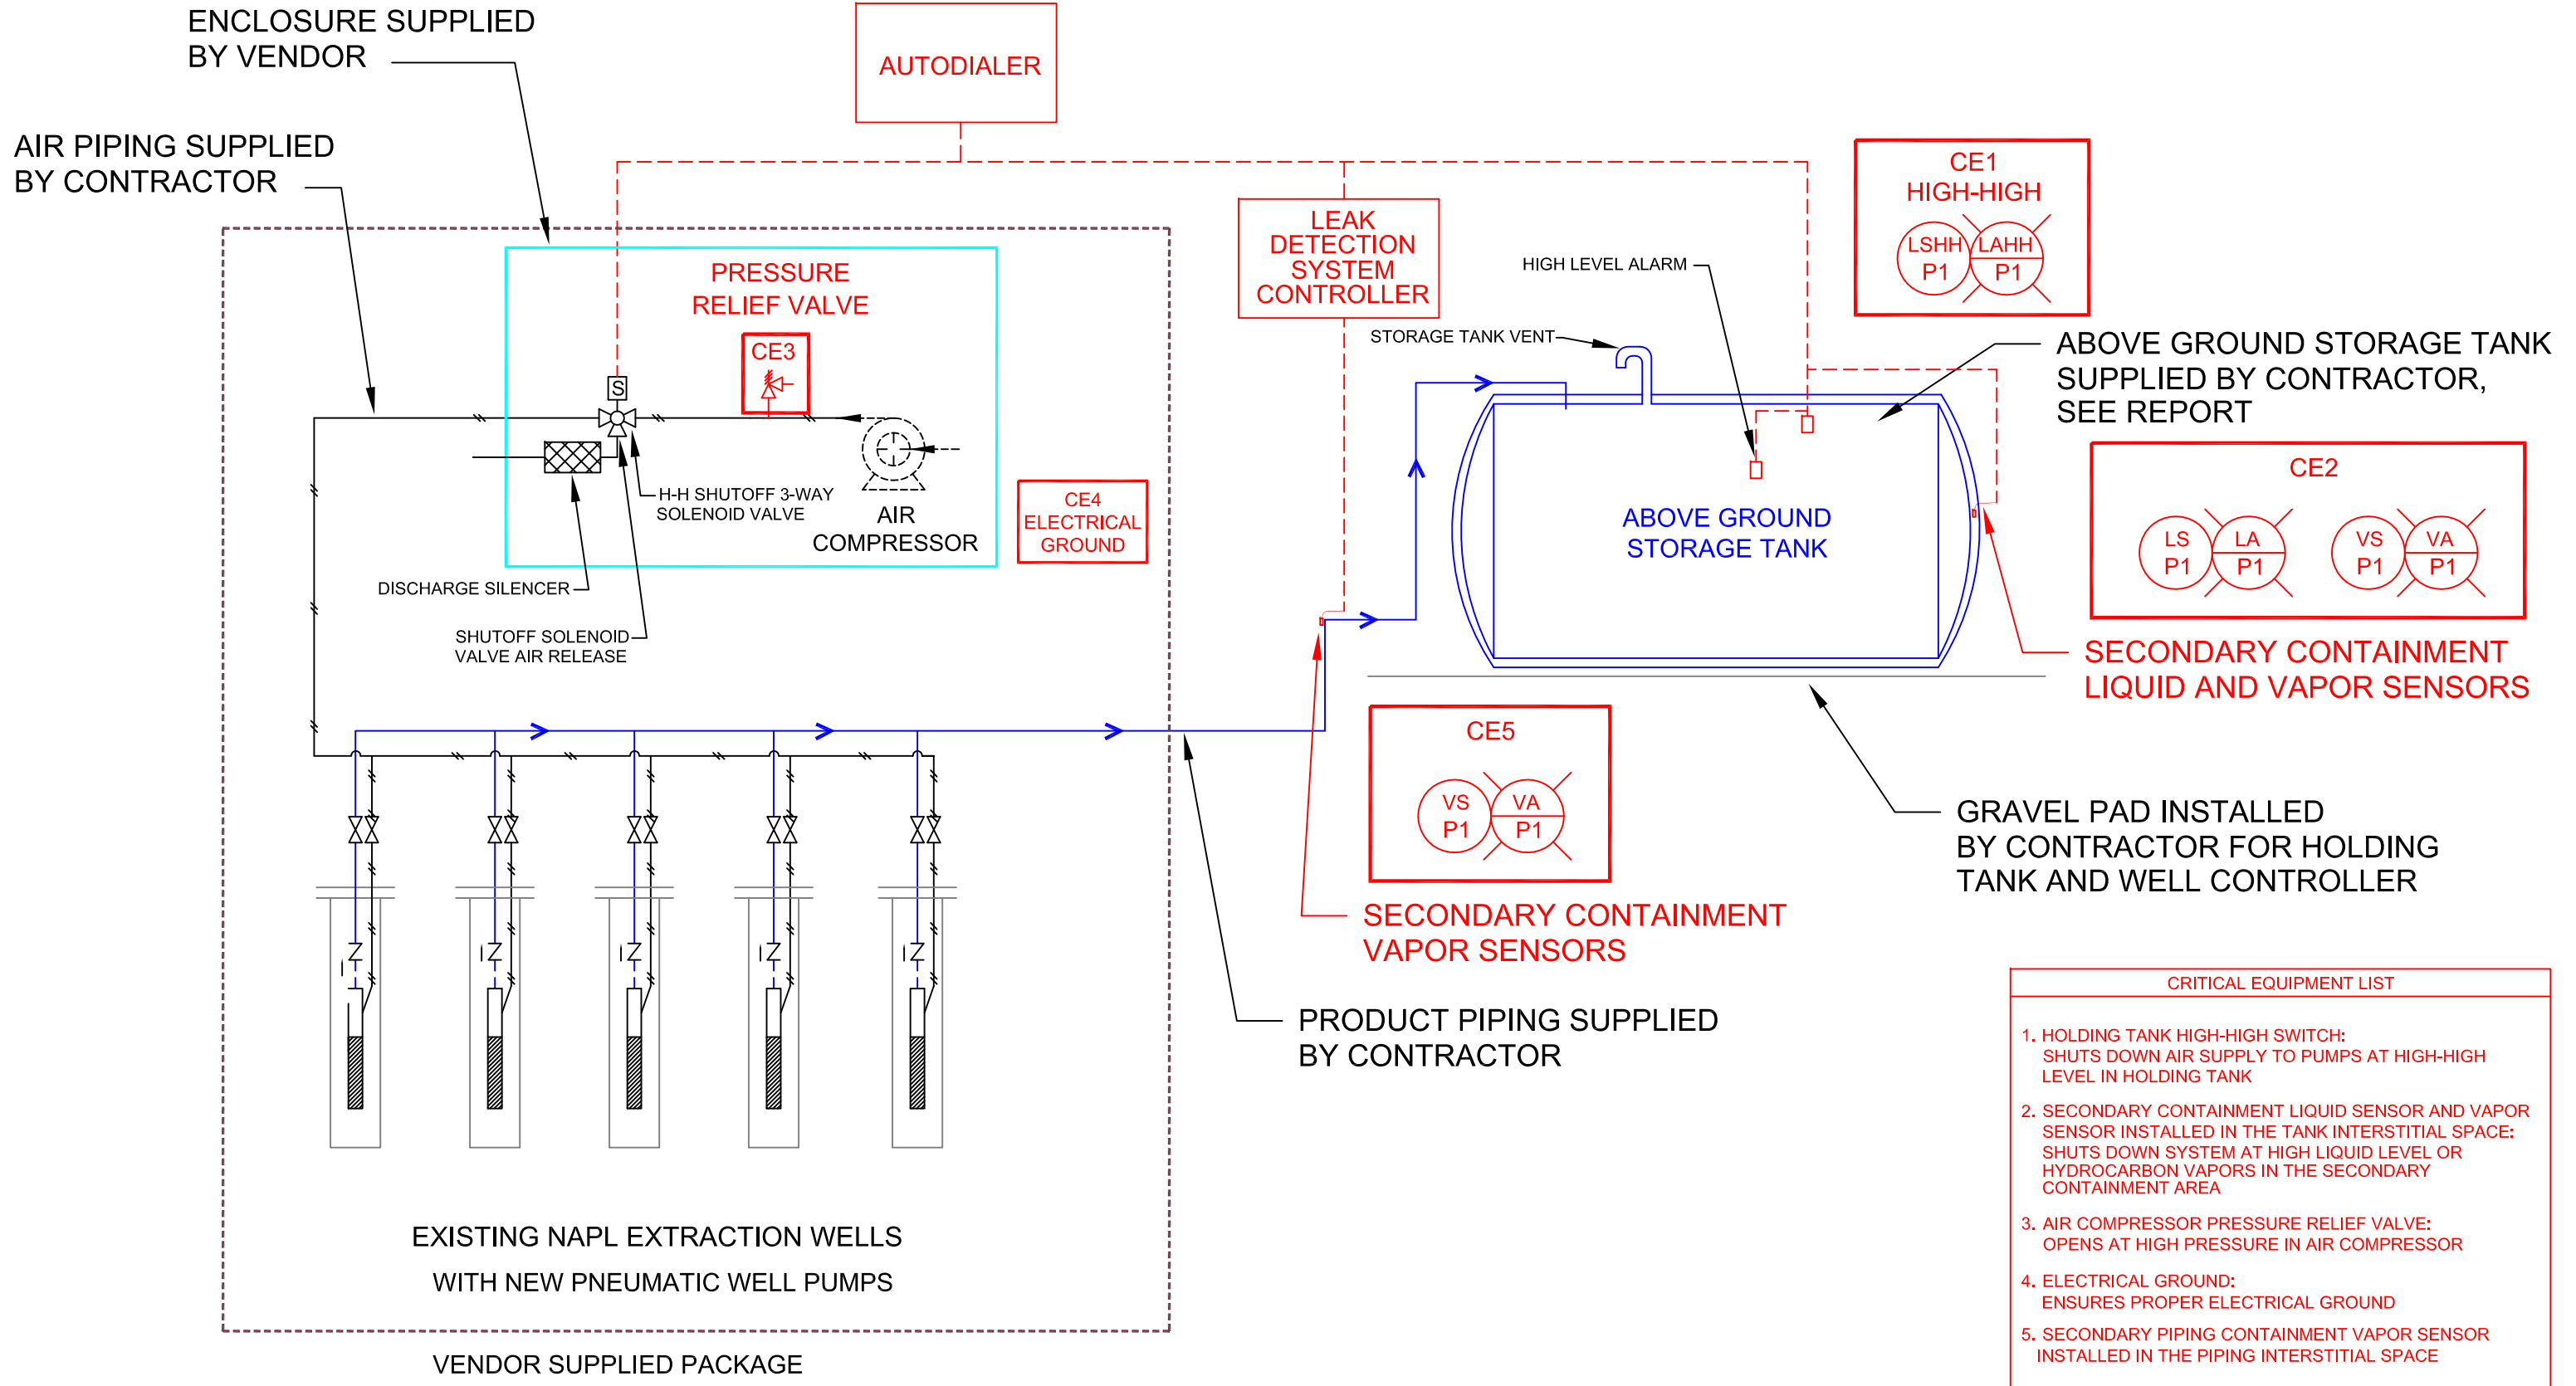 ENCLOSURE SUPPLIED
BY VENDOR
AUTODIALER
AIR PIPING SUPPLIED
BY CONTRACTOR
CE1
HIGH-HIGH
LSHH
P1
LAHH
P1
LEAK
DETECTION
SYSTEM
CONTROLLER
PRESSURE
RELIEF VALVE
CE3
HIGH LEVEL ALARM
STORAGE TANK VENT
ABOVE GROUND STORAGE TANK
SUPPLIED BY CONTRACTOR,
SEE REPORT
S
H-H SHUTOFF 3-WAY
SOLENOID VALVE
AIR
COMPRESSOR
CE4
ELECTRICAL
GROUND
ABOVE GROUND
STORAGE TANK
CE2
LS
P1
LA
P1
VS
P1
VA
P1
DISCHARGE SILENCER
SHUTOFF SOLENOID
VALVE AIR RELEASE
SECONDARY CONTAINMENT
LIQUID AND VAPOR SENSORS
CE5
VS
P1
VA
P1
GRAVEL PAD INSTALLED
BY CONTRACTOR FOR HOLDING
TANK AND WELL CONTROLLER
SECONDARY CONTAINMENT
VAPOR SENSORS
PRODUCT PIPING SUPPLIED
BY CONTRACTOR
EXISTING NAPL EXTRACTION WELLS
WITH NEW PNEUMATIC WELL PUMPS
VENDOR SUPPLIED PACKAGE
CRITICAL EQUIPMENT LIST
1. HOLDING TANK HIGH-HIGH SWITCH:
SHUTS DOWN AIR SUPPLY TO PUMPS AT HIGH-HIGH
LEVEL IN HOLDING TANK
2. SECONDARY CONTAINMENT LIQUID SENSOR AND VAPOR
SENSOR INSTALLED IN THE TANK INTERSTITIAL SPACE:
SHUTS DOWN SYSTEM AT HIGH LIQUID LEVEL OR
HYDROCARBON VAPORS IN THE SECONDARY
CONTAINMENT AREA
3. AIR COMPRESSOR PRESSURE RELIEF VALVE:
OPENS AT HIGH PRESSURE IN AIR COMPRESSOR
4. ELECTRICAL GROUND:
ENSURES PROPER ELECTRICAL GROUND
5. SECONDARY PIPING CONTAINMENT VAPOR SENSOR
INSTALLED IN THE PIPING INTERSTITIAL SPACE